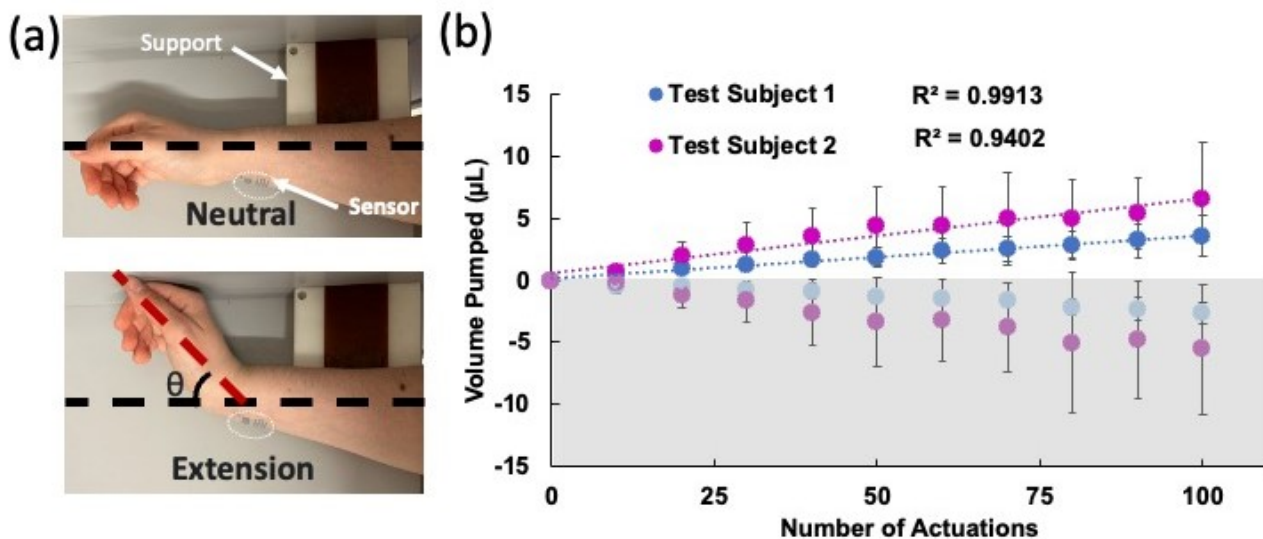 (a)
Support
Neutral
Sensor
θ
Extension
(b)
Test Subject 1
R² = 0.9913
Test Subject 2
R² = 0.9402
Volume Pumped (µL)
15
10
5
0
-5
-10
-15
0 25 50 75 100
Number of Actuations